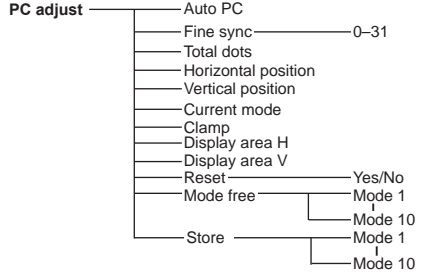 PC adjust Auto PC
Fine sync 0–31
Total dots
Horizontal position
Vertical position
Current mode
Clamp
Display area H
Display area V
Reset Yes/No
Mode free Mode 1
Mode 10
Store Mode 1
Mode 10